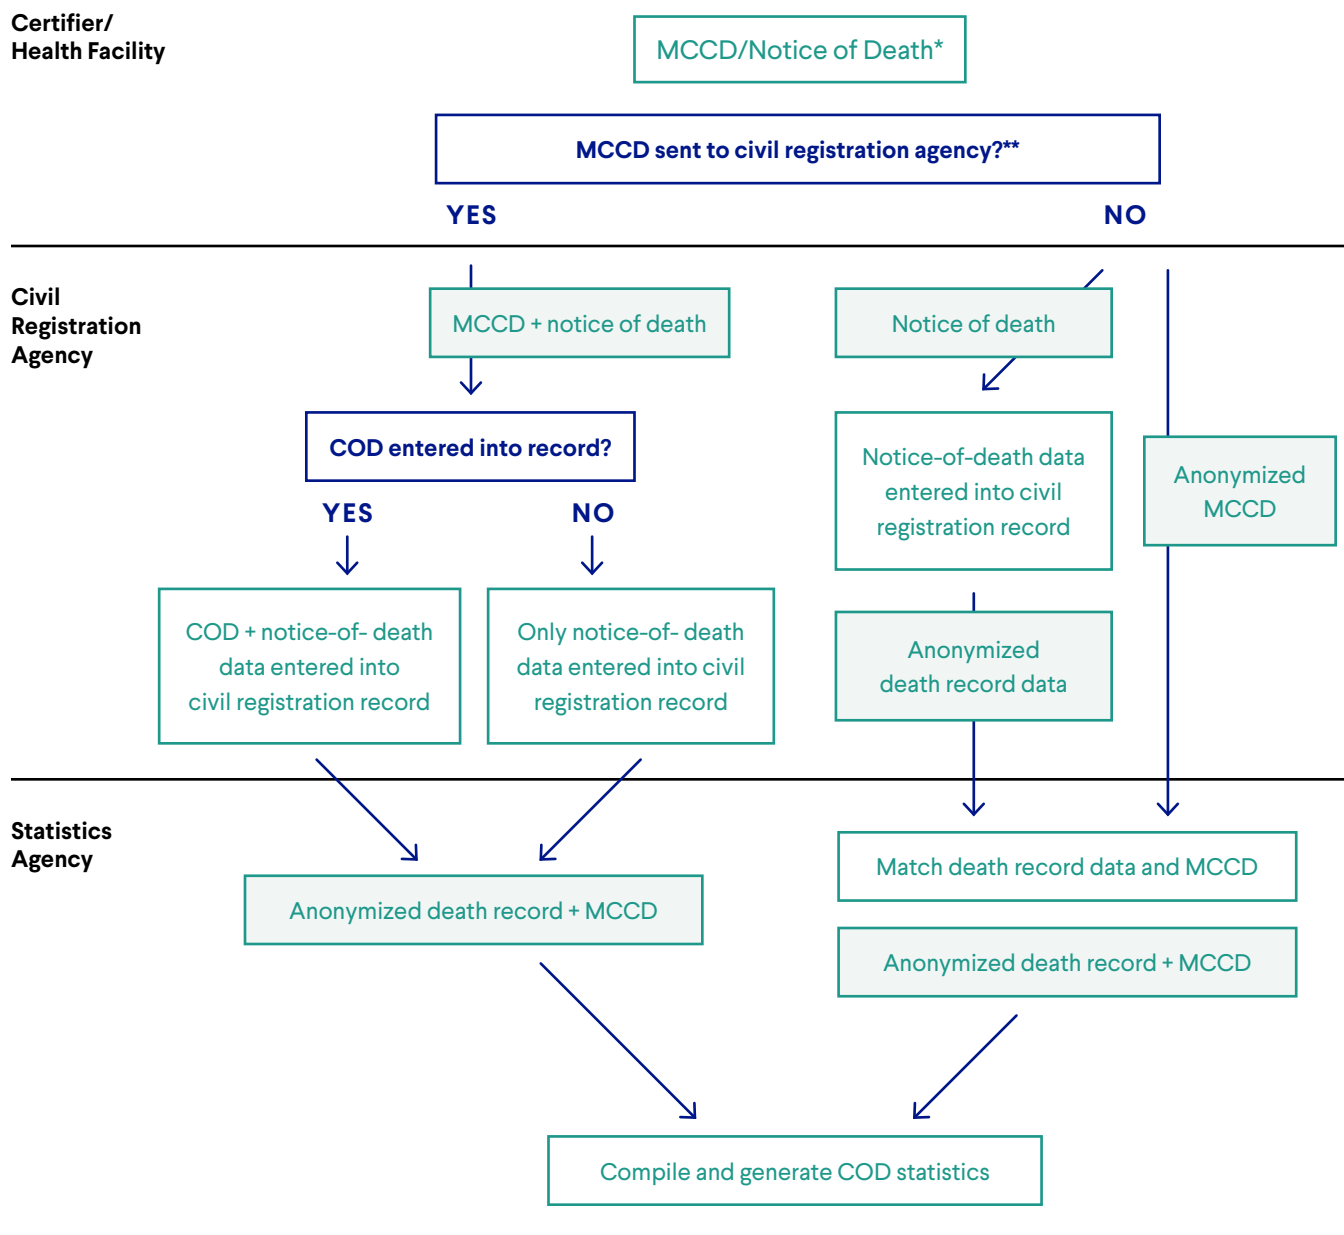 Certifier/
Health Facility
MCCD/Notice of Death*
MCCD sent to civil registration agency?**
YES
NO
Civil
Registration
Agency
MCCD + notice of death
Notice of death
COD entered into record?
Notice-of-death data
entered into civil
registration record
Anonymized
MCCD
YES
NO
COD + notice-of- death
data entered into
civil registration record
Only notice-of- death
data entered into civil
registration record
Anonymized
death record data
Statistics
Agency
Match death record data and MCCD
Anonymized death record + MCCD
Anonymized death record + MCCD
Compile and generate COD statistics